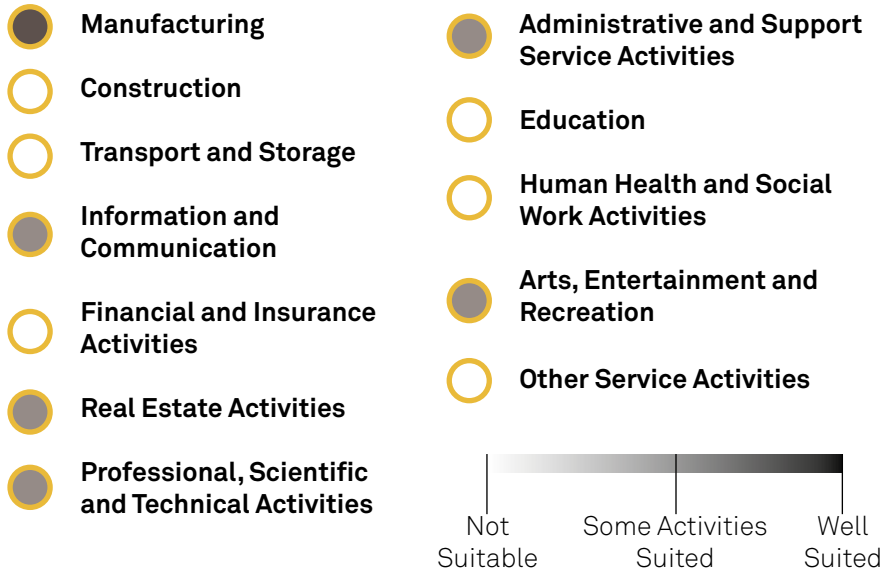 Manufacturing
Construction
Transport and Storage
Information and
Communication
Financial and Insurance
Activities
Real Estate Activities
Professional, Scientific
and Technical Activities
Administrative and Support
Service Activities
Education
Human Health and Social
Work Activities
Arts, Entertainment and
Recreation
Other Service Activities
Not
Suitable
Some Activities
Suited
Well
Suited